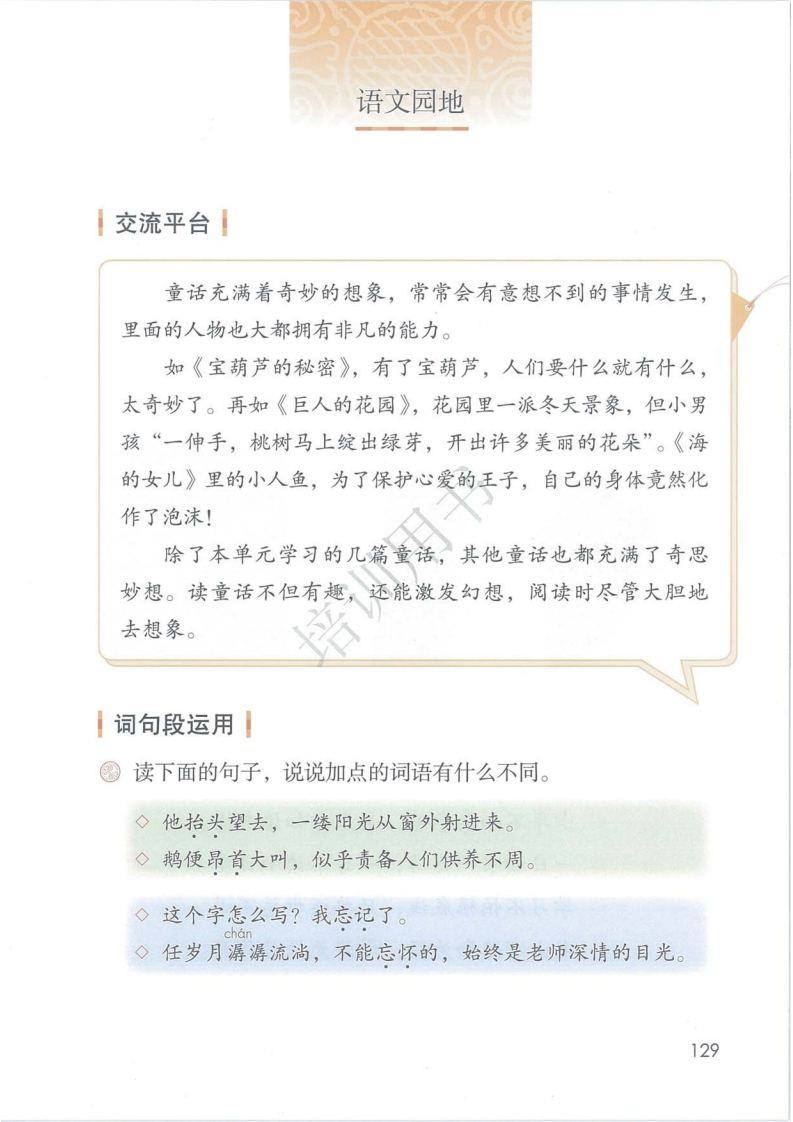 语文园地
交流平台
童话充满着奇妙的想象，常常会有意想不到的事情发生，
里面的人物也大都拥有非凡的能力。
如《宝葫芦的秘密》，有了宝葫芦，人们要什么就有什么，
太奇妙了。再如《巨人的花园》，花园里一派冬天景象，但小男
孩“一伸手，桃树马上绽出绿芽，开出许多美丽的花朵”。《海
的女儿》里的小人鱼，为了保护心爱的王子，自己的身体竟然化
作了泡沫！
除了本单元学习的几篇童话，其他童话也都充满了奇思
妙想。读童话不但有趣，还能激发幻想，阅读时尽管大胆地
去想象。
培训用书
词句段运用
读下面的句子，说说加点的词语有什么不同。
◇ 他抬头望去，一缕阳光从窗外射进来。
◇ 鹅便昂首大叫，似乎责备人们供养不周。
◇ 这个字怎么写？我忘记了。
chán
◇ 任岁月潺潺流淌，不能忘怀的，始终是老师深情的目光。
129